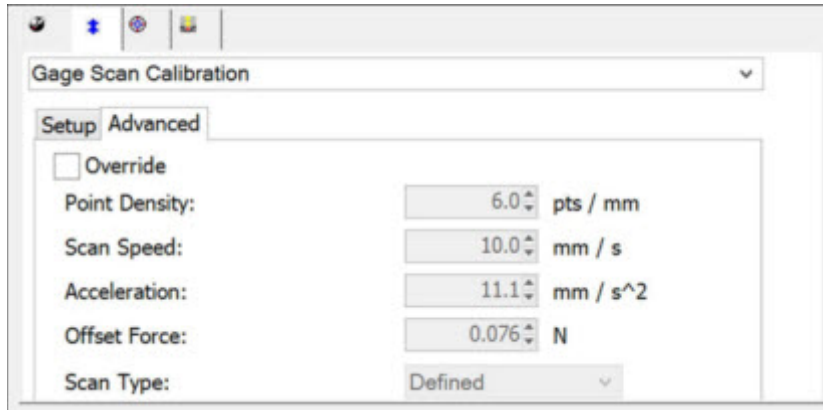 Gage Scan Calibration
Setup Advanced
Override
Point Density: 6.0 pts / mm
Scan Speed: 10.0 mm / s
Acceleration: 11.1 mm / s^2
Offset Force: 0.076 N
Scan Type: Defined